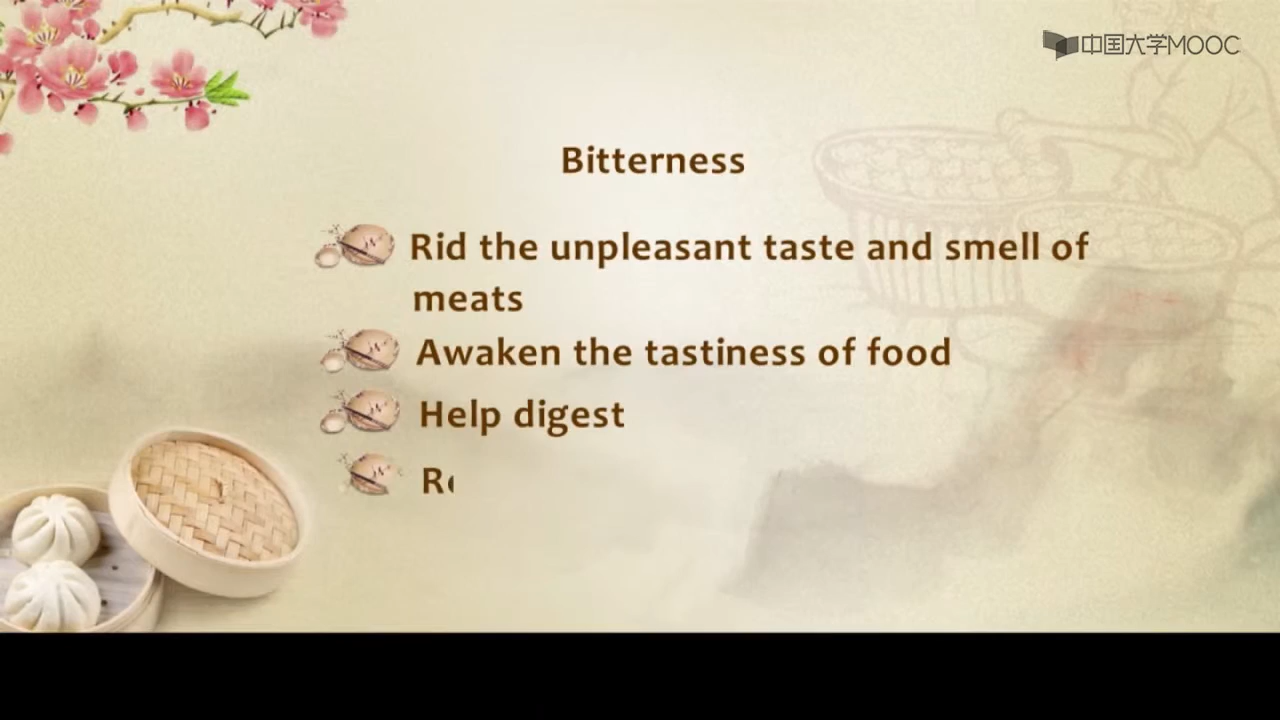 中国大学MOOC
Bitterness
Rid the unpleasant taste and smell of
meats
Awaken the tastiness of food
Help digest